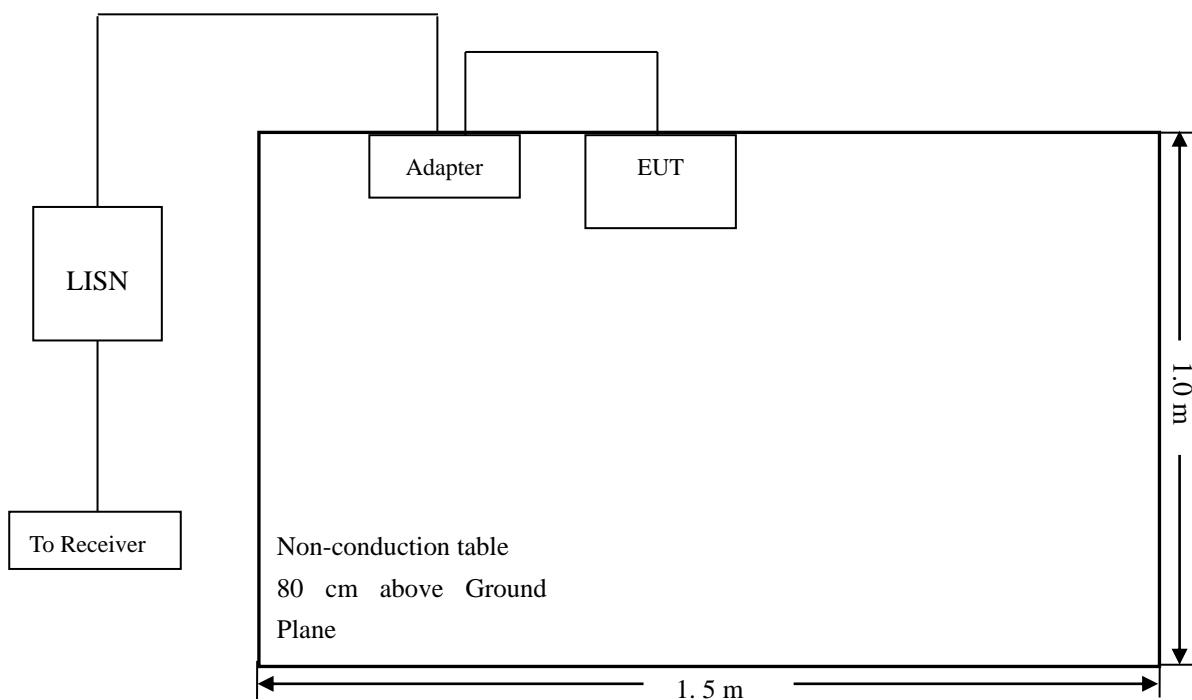 Adapter
EUT
LISN
1.0 m
To Receiver
Non-conduction table
80 cm above Ground
Plane
1. 5 m